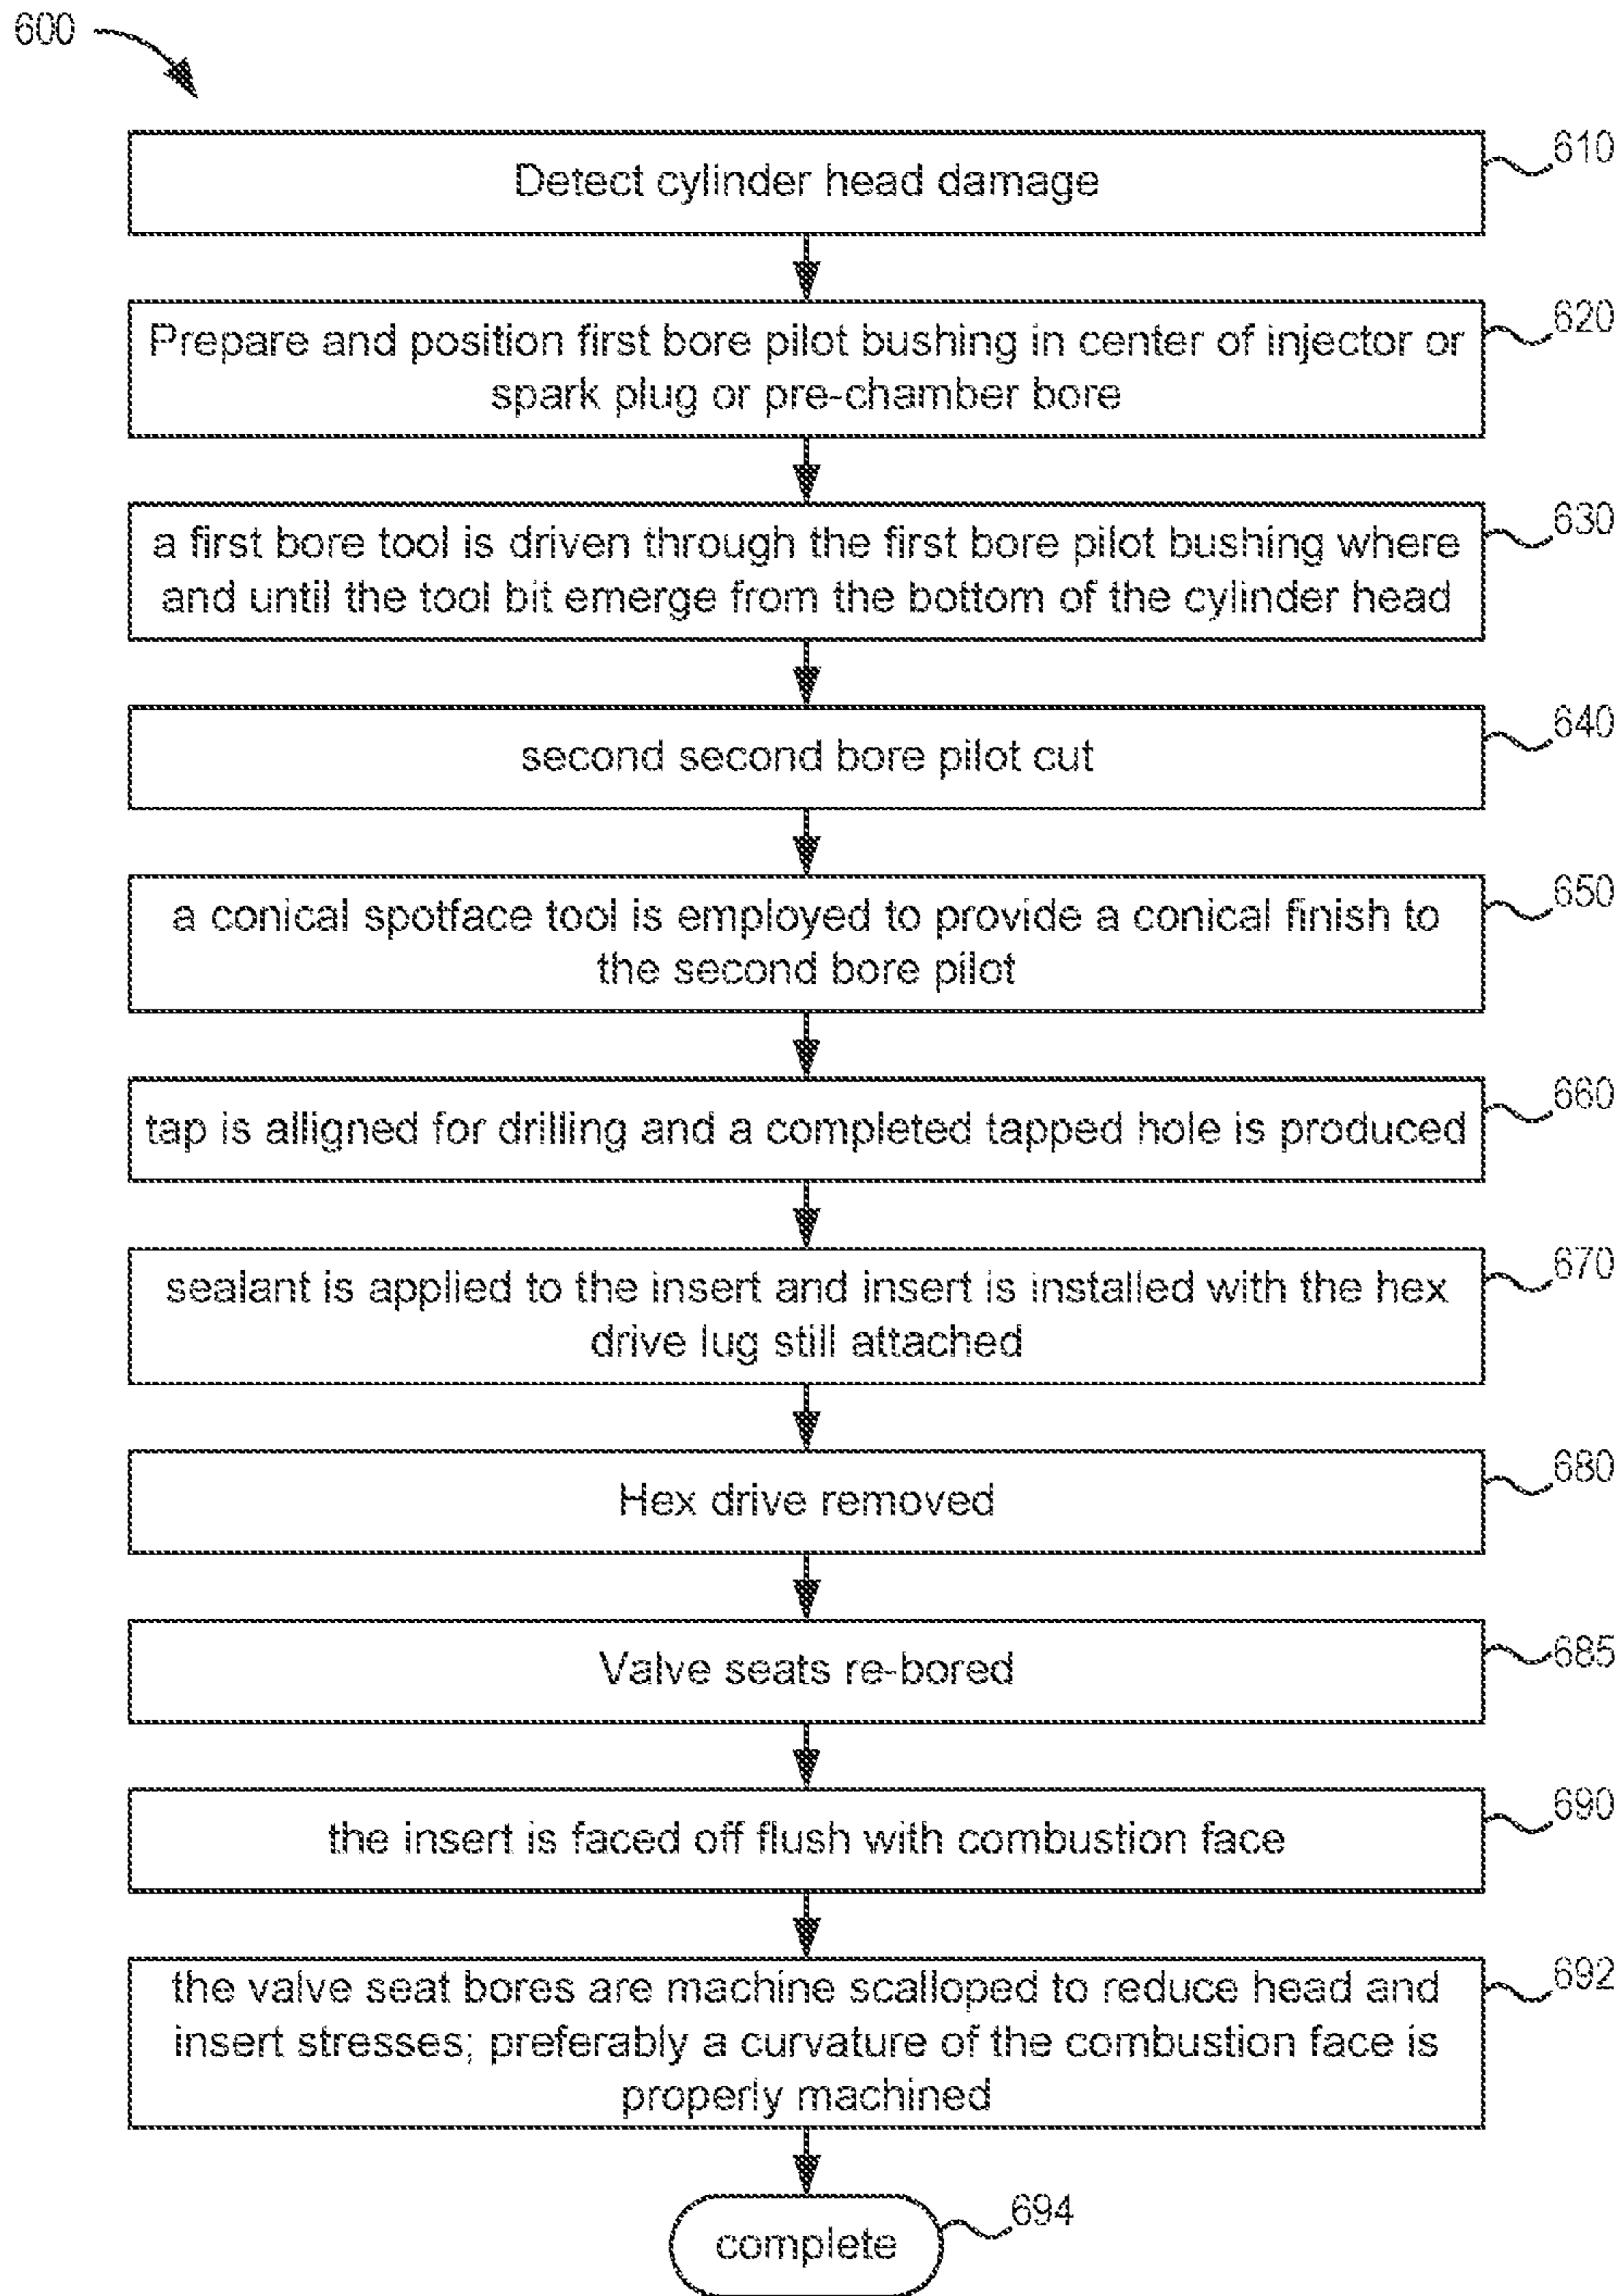 600
Detect cylinder head damage
610
Prepare and position first bore pilot bushing in center of injector or
spark plug or pre-chamber bore
620
a first bore tool is driven through the first bore pilot bushing where
and until the tool bit emerge from the bottom of the cylinder head
630
second second bore pilot cut
640
a conical spotface tool is employed to provide a conical finish to
the second bore pilot
650
tap is alligned for drilling and a completed tapped hole is produced
660
sealant is applied to the insert and insert is installed with the hex
drive lug still attached
670
Hex drive removed
680
Valve seats re-bored
685
the insert is faced off flush with combustion face
690
the valve seat bores are machine scalloped to reduce head and
insert stresses; preferably a curvature of the combustion face is
properly machined
692
complete
694